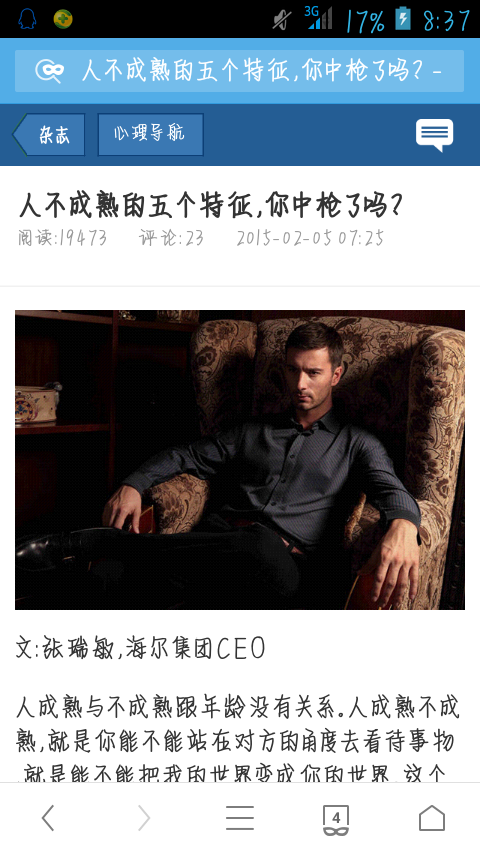 3G 17% 8:37
人不成熟的五个特征,你中枪了吗? -
杂志 心理导航
人不成熟的五个特征,你中枪了吗?
阅读:19473 评论:23 2015-02-05 07:25
文:张瑞敏,海尔集团CEO
人成熟与不成熟跟年龄没有关系。人成熟不成
熟,就是你能不能站在对方的角度去看待事物
,就是能不能把我的世界变成你的世界。这个
4